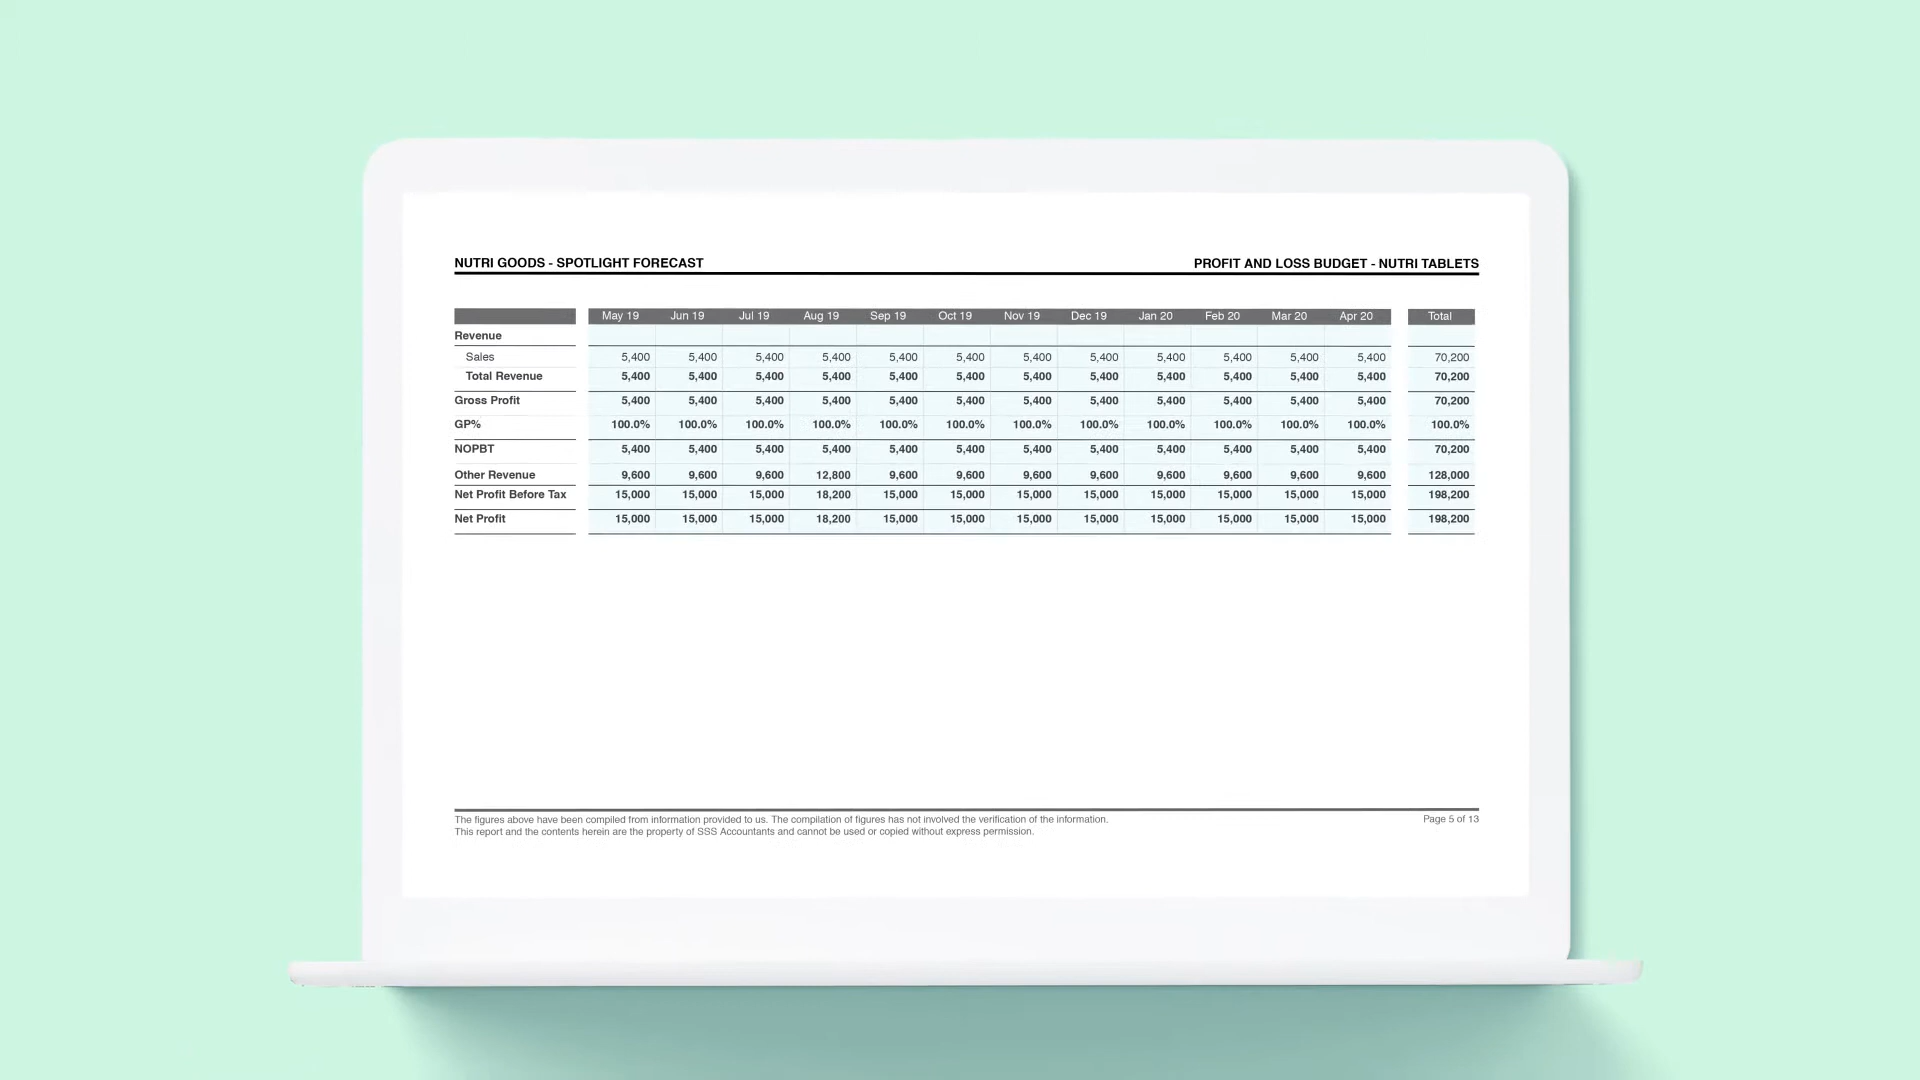 NUTRI GOODS - SPOTLIGHT FORECAST PROFIT AND LOSS BUDGET - NUTRI TABLETS
May 19 Jun 19 Jul 19 Aug 19 Sep 19 Oct 19 Nov 19 Dec 19 Jan 20 Feb 20 Mar 20 Apr 20 Total
Revenue
Sales 5,400 5,400 5,400 5,400 5,400 5,400 5,400 5,400 5,400 5,400 5,400 5,400 70,200
Total Revenue 5,400 5,400 5,400 5,400 5,400 5,400 5,400 5,400 5,400 5,400 5,400 5,400 70,200
Gross Profit 5,400 5,400 5,400 5,400 5,400 5,400 5,400 5,400 5,400 5,400 5,400 5,400 70,200
GP% 100.0% 100.0% 100.0% 100.0% 100.0% 100.0% 100.0% 100.0% 100.0% 100.0% 100.0% 100.0% 100.0%
NOPBT 5,400 5,400 5,400 5,400 5,400 5,400 5,400 5,400 5,400 5,400 5,400 5,400 70,200
Other Revenue 9,600 9,600 9,600 12,800 9,600 9,600 9,600 9,600 9,600 9,600 9,600 9,600 128,000
Net Profit Before Tax 15,000 15,000 15,000 18,200 15,000 15,000 15,000 15,000 15,000 15,000 15,000 15,000 198,200
Net Profit 15,000 15,000 15,000 18,200 15,000 15,000 15,000 15,000 15,000 15,000 15,000 15,000 198,200
The figures above have been compiled from information provided to us. The compilation of figures has not involved the verification of the information. Page 5 of 13
This report and the contents herein are the property of SSS Accountants and cannot be used or copied without express permission.